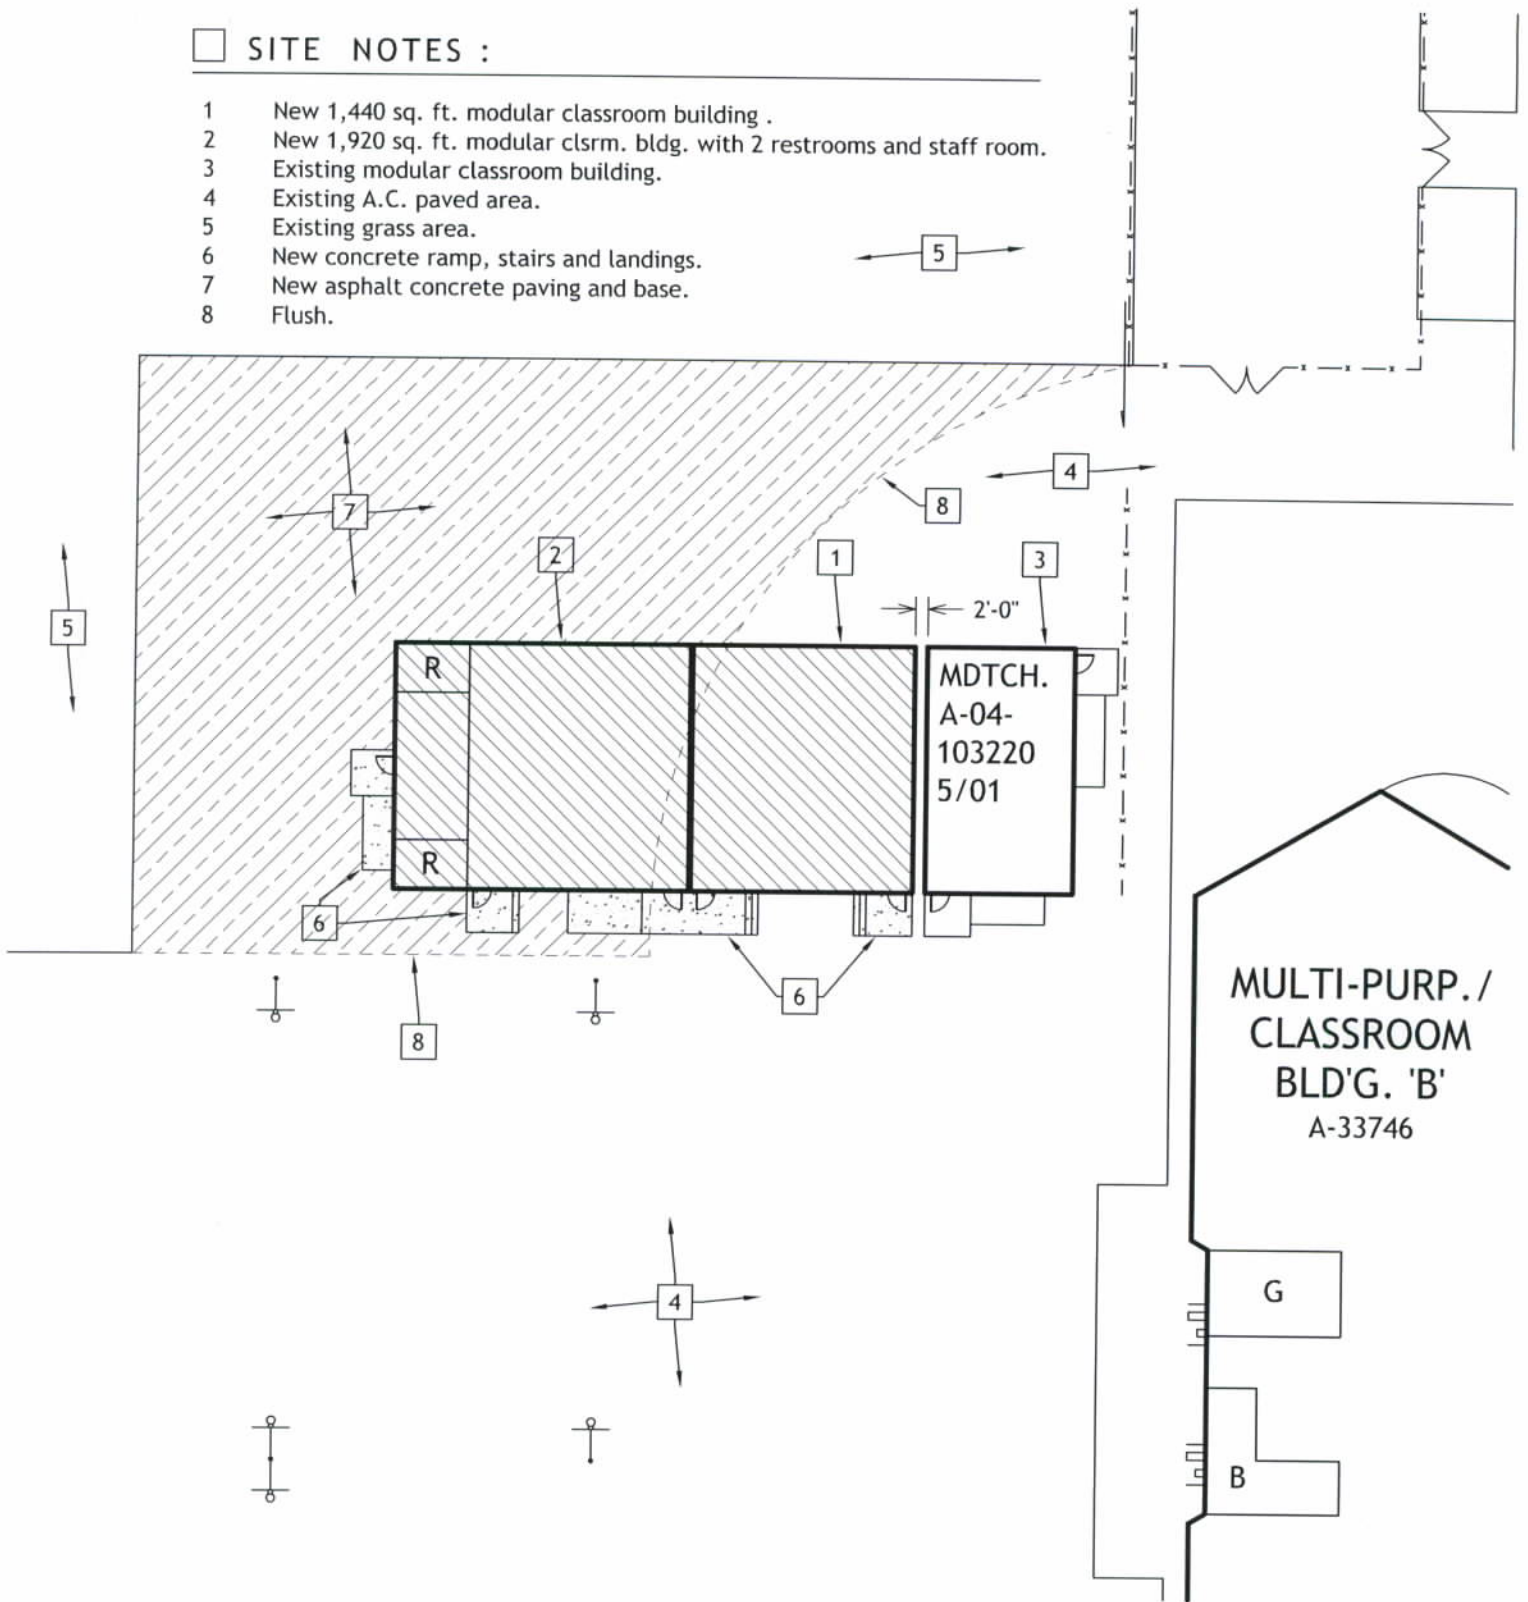 SITE NOTES :
1 New 1,440 sq. ft. modular classroom building .
2 New 1,920 sq. ft. modular clsrm. bldg. with 2 restrooms and staff room.
3 Existing modular classroom building.
4 Existing A.C. paved area.
5 Existing grass area.
6 New concrete ramp, stairs and landings.
7 New asphalt concrete paving and base.
8 Flush.
5
4
7
8
2
1
3
5
2'-0"
R
MDTCH.
A-04-
103220
5/01
R
6
6
8
MULTI-PURP./
CLASSROOM
BLD'G. 'B'
A-33746
4
G
B